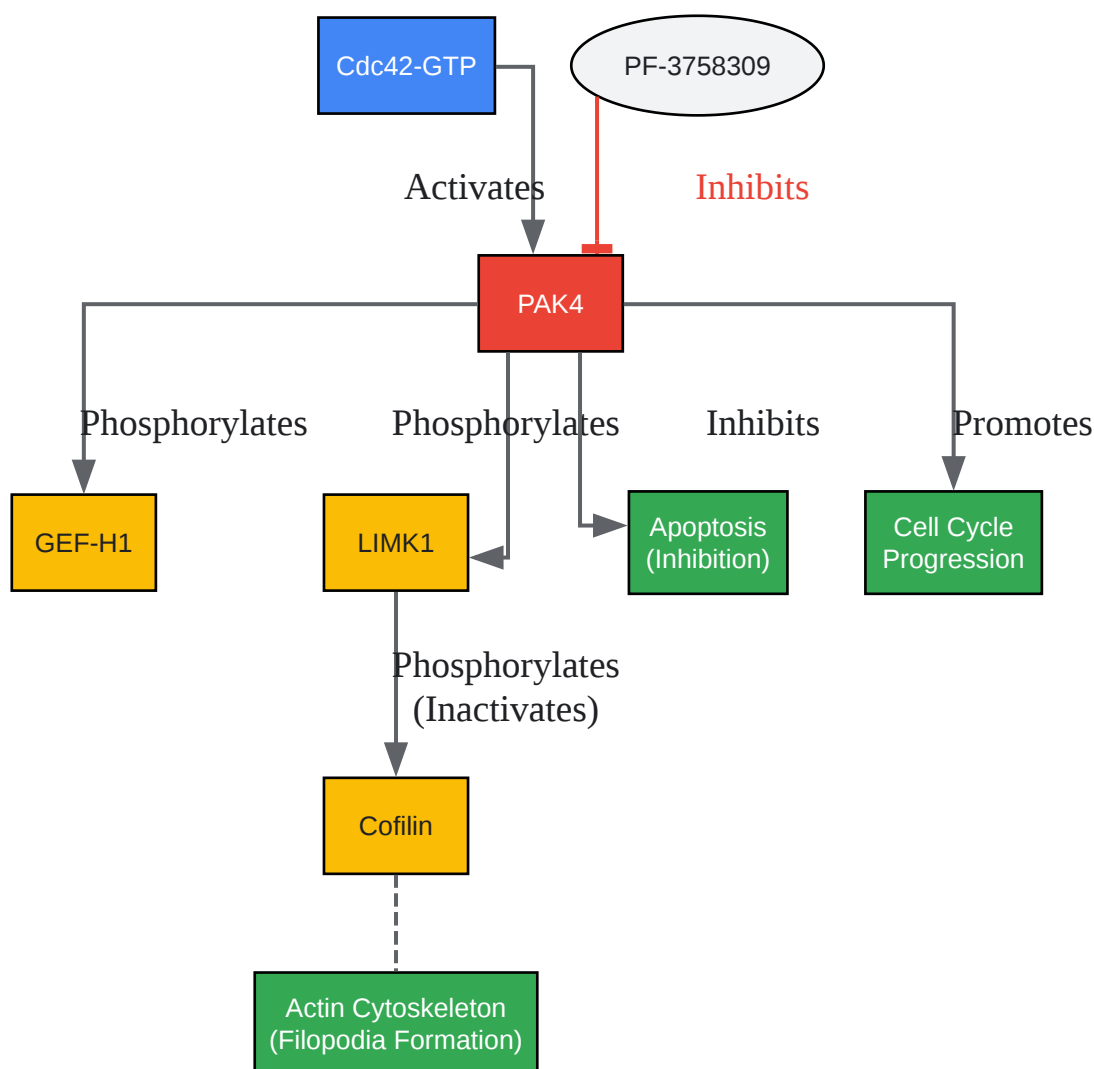 Cdc42-GTP
PF-3758309
Activates
Inhibits
PAK4
Phosphorylates
Phosphorylates
Inhibits
Promotes
GEF-H1
LIMK1
Apoptosis
(Inhibition)
Cell Cycle
Progression
Phosphorylates
(Inactivates)
Cofilin
Actin Cytoskeleton
(Filopodia Formation)